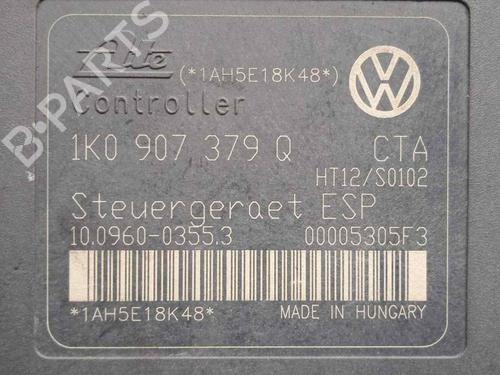 Ate (*1AH5E18K48*)
Controller
1K0 907 379 Q CTA
HT12/S0102
Steuergeraet ESP
10.0960-0355.3 00005305F3
*1AH5E18K48* MADE IN HUNGARY
B-PARTS